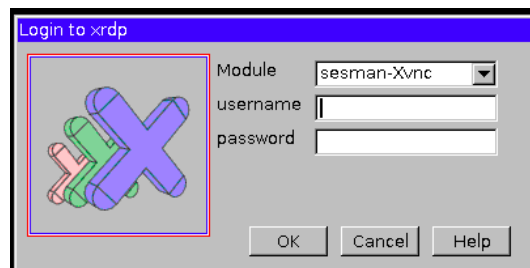 Login to xrdp
Module sesman-Xvnc
username
password
OK Cancel Help